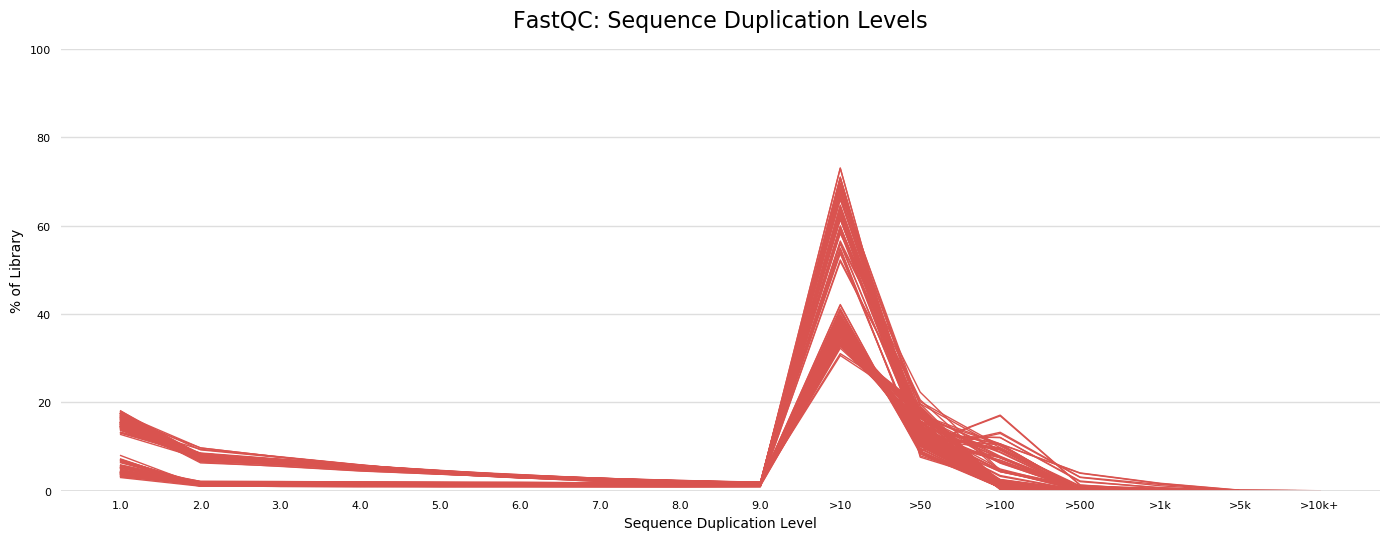 FastQC: Sequence Duplication Levels
100
80
60
40
20
0
% of Library
1.0 2.0 3.0 4.0 5.0 6.0 7.0 8.0 9.0 >10 >50 >100 >500 >1k >5k >10k+
Sequence Duplication Level